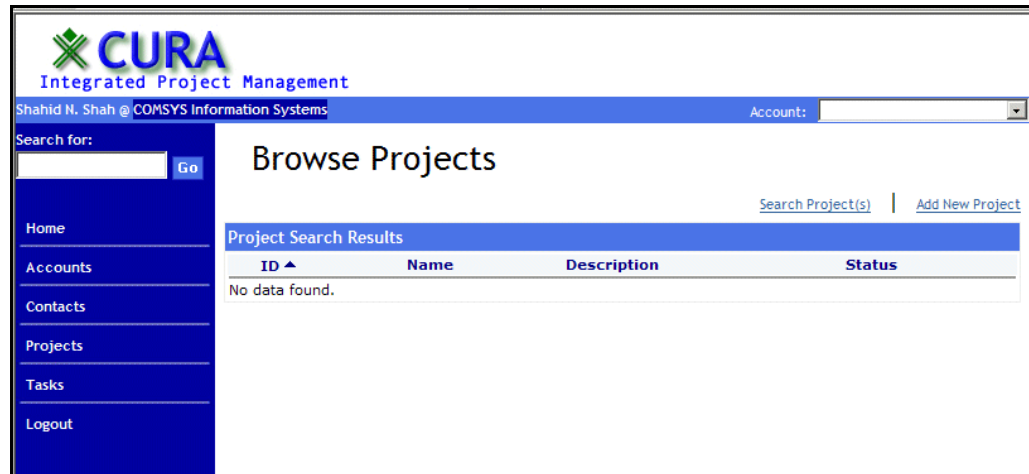 CURA
Integrated Project Management
Shahid N. Shah @ COMSYS Information Systems Account:
Search for:
Go
Browse Projects
Search Project(s) | Add New Project
Home
Project Search Results
Accounts
ID Name Description Status
No data found.
Contacts
Projects
Tasks
Logout